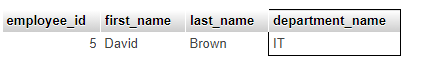 employee_id first_name last_name department_name
5 David Brown IT